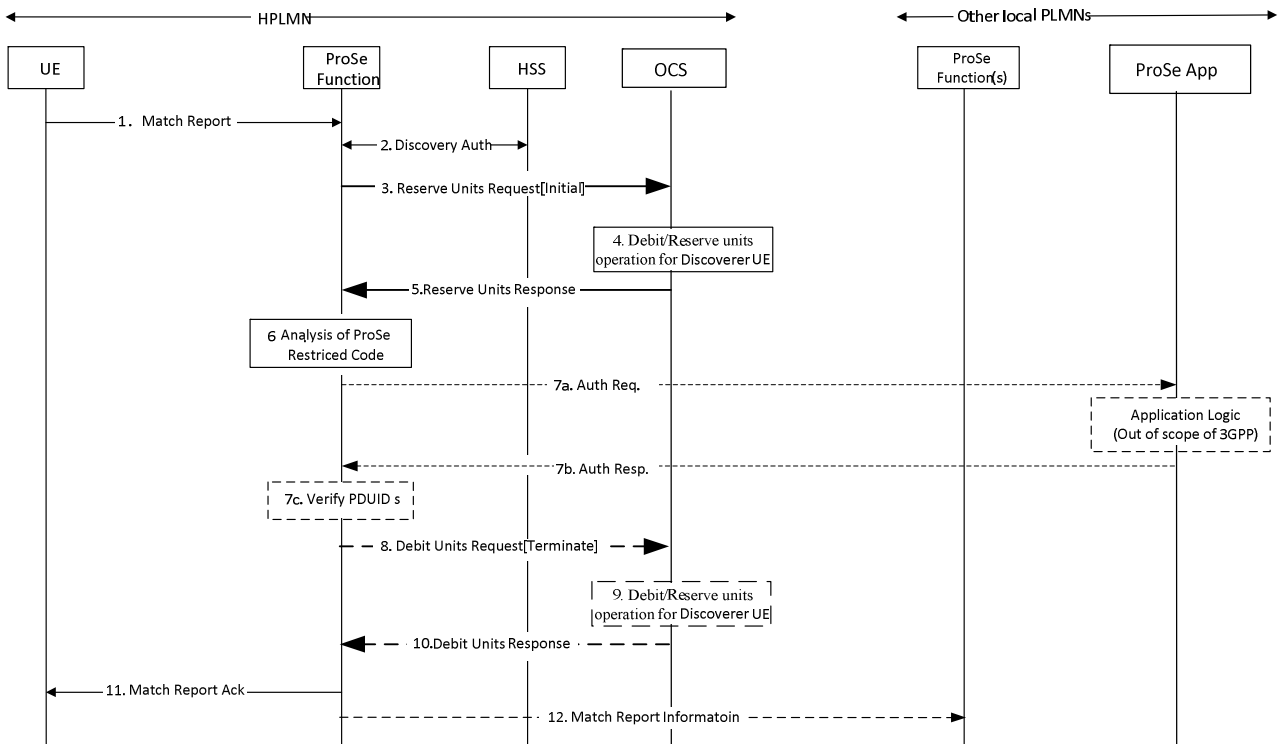 HPLMN
Other local PLMNs
UE
ProSe
Function
HSS
OCS
ProSe
Function(s)
ProSe App
1. Match Report
2. Discovery Auth
3. Reserve Units Request[Initial]
4. Debit/Reserve units
operation for Discoverer UE
5.Reserve Units Response
6 Analysis of ProSe
Restriced Code
7a. Auth Req.
Application Logic
(Out of scope of 3GPP)
7b. Auth Resp.
7c. Verify PDUID s
8. Debit Units Request[Terminate]
9. Debit/Reserve units
operation for Discoverer UE
10.Debit Units Response
11. Match Report Ack
12. Match Report Informatoin